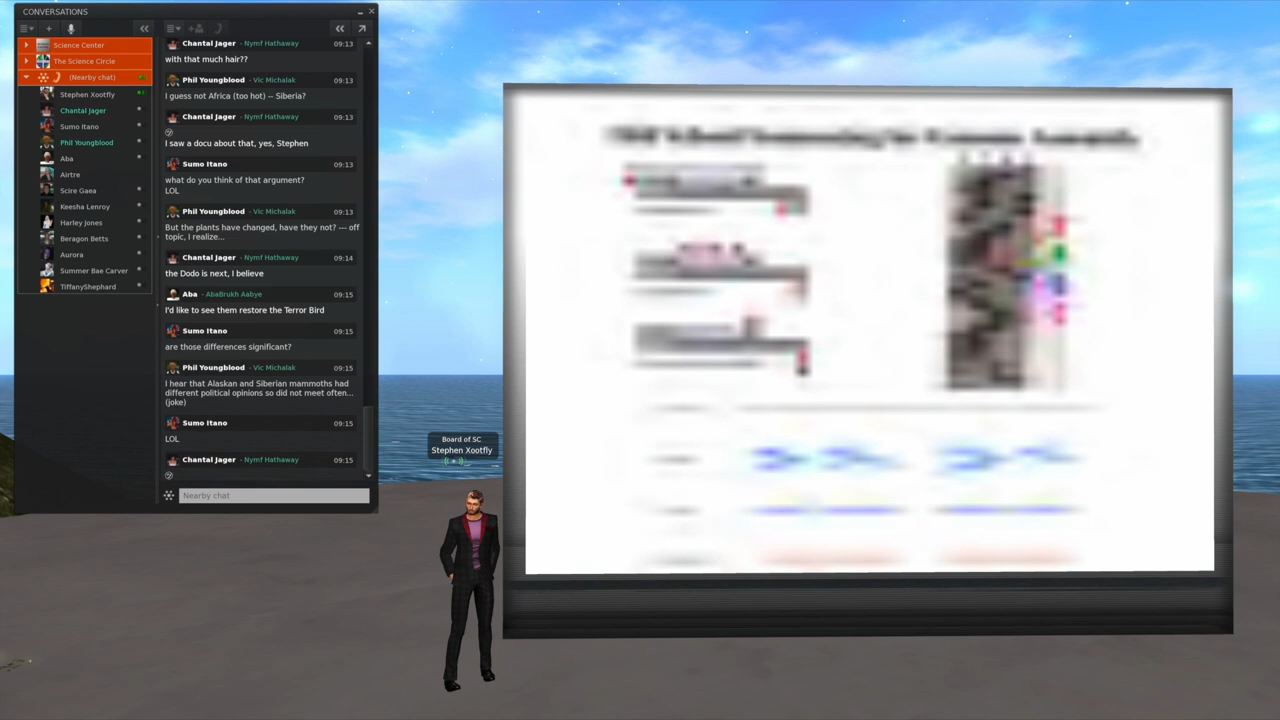 CONVERSATIONS
Science Center
The Science Circle
(Nearby chat)
Stephen Xootfly
Chantal Jager
Sumo Itano
Phil Youngblood
Aba
Airtre
Scire Gaea
Keesha Lenroy
Harley Jones
Beragon Betts
Aurora
Summer Bae Carver
TiffanyShephard
Chantal Jager - Nymf Hathaway 09:13
with that much hair??
Phil Youngblood - Vic Michalak 09:13
I guess not Africa (too hot) -- Siberia?
Chantal Jager - Nymf Hathaway 09:13
I saw a docu about that, yes, Stephen
Sumo Itano 09:13
what do you think of that argument?
LOL
Phil Youngblood - Vic Michalak 09:13
But the plants have changed, have they not? --- off
topic, I realize...
Chantal Jager - Nymf Hathaway 09:14
the Dodo is next, I believe
Aba - AbaBrukh Aabye 09:15
I'd like to see them restore the Terror Bird
Sumo Itano 09:15
are those differences significant?
Phil Youngblood - Vic Michalak 09:15
I hear that Alaskan and Siberian mammoths had
different political opinions so did not meet often...
(joke)
Sumo Itano 09:15
LOL
Chantal Jager - Nymf Hathaway 09:15
Nearby chat
Board of SC
Stephen Xootfly